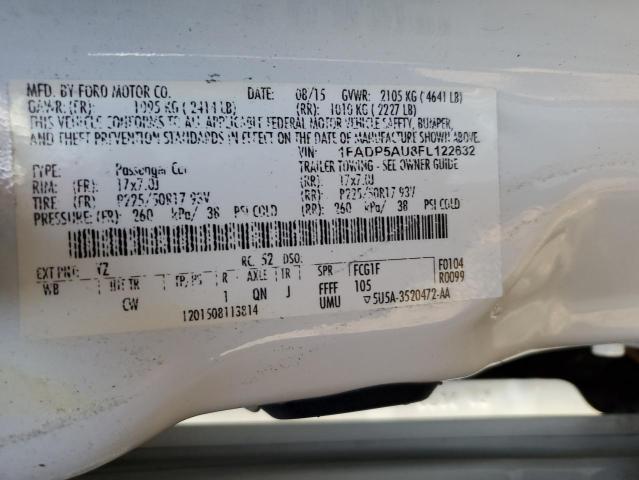 MFD. BY FORD MOTOR CO. DATE: 08/15 GVWR: 2105 KG ( 4641 LB)
GAWR: (FR): 1095 KG ( 2414 LB) (RR): 1010 KG ( 2227 LB)
THIS VEHICLE CONFORMS TO ALL APPLICABLE FEDERAL MOTOR VEHICLE SAFETY, BUMPER,
AND THEFT PREVENTION STANDARDS IN EFFECT ON THE DATE OF MANUFACTURE SHOWN ABOVE.
VIN: 1FADP5AU8FL122632
TYPE: Passenger Car TRAILER TOWING - SEE OWNER GUIDE
RIM: (FR) 17x7.0J (RR) 17x7.0J
TIRE (FR) P225/50R17 93V (RR) P225/50R17 93V
PRESSURE: (FR) 260 kPa/ 38 PSI COLD (RR) 260 kPa/ 38 PSI COLD
EXT PNT: YZ RC: 52 DSO: FCG1F F0104
WB INT TR TP/PS R AXLE TR SPR FFFF 105 R0099
CW 1 QN J UMU ▽5U5A-3520472-AA
1201508113814